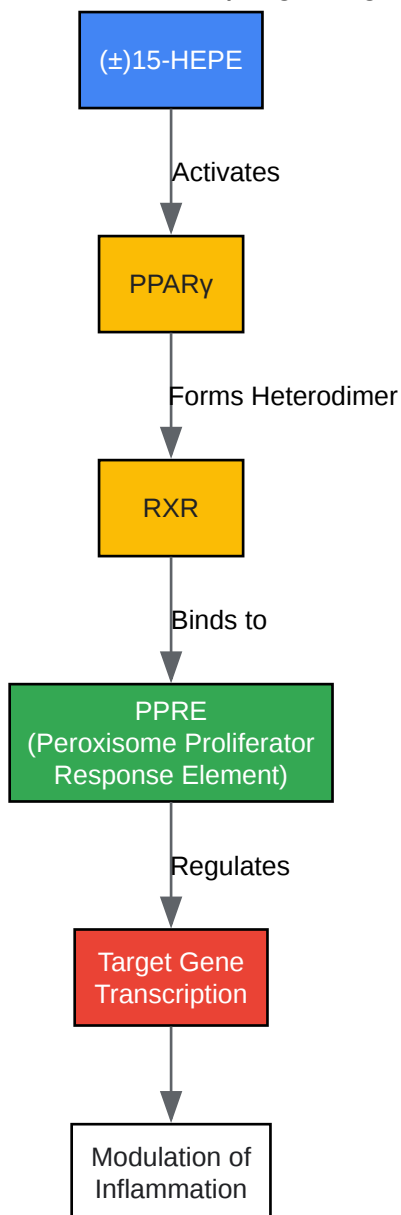 (±)15-HEPE
Activates
PPARγ
Forms Heterodimer
RXR
Binds to
PPRE
(Peroxisome Proliferator
Response Element)
Regulates
Target Gene
Transcription
Modulation of
Inflammation